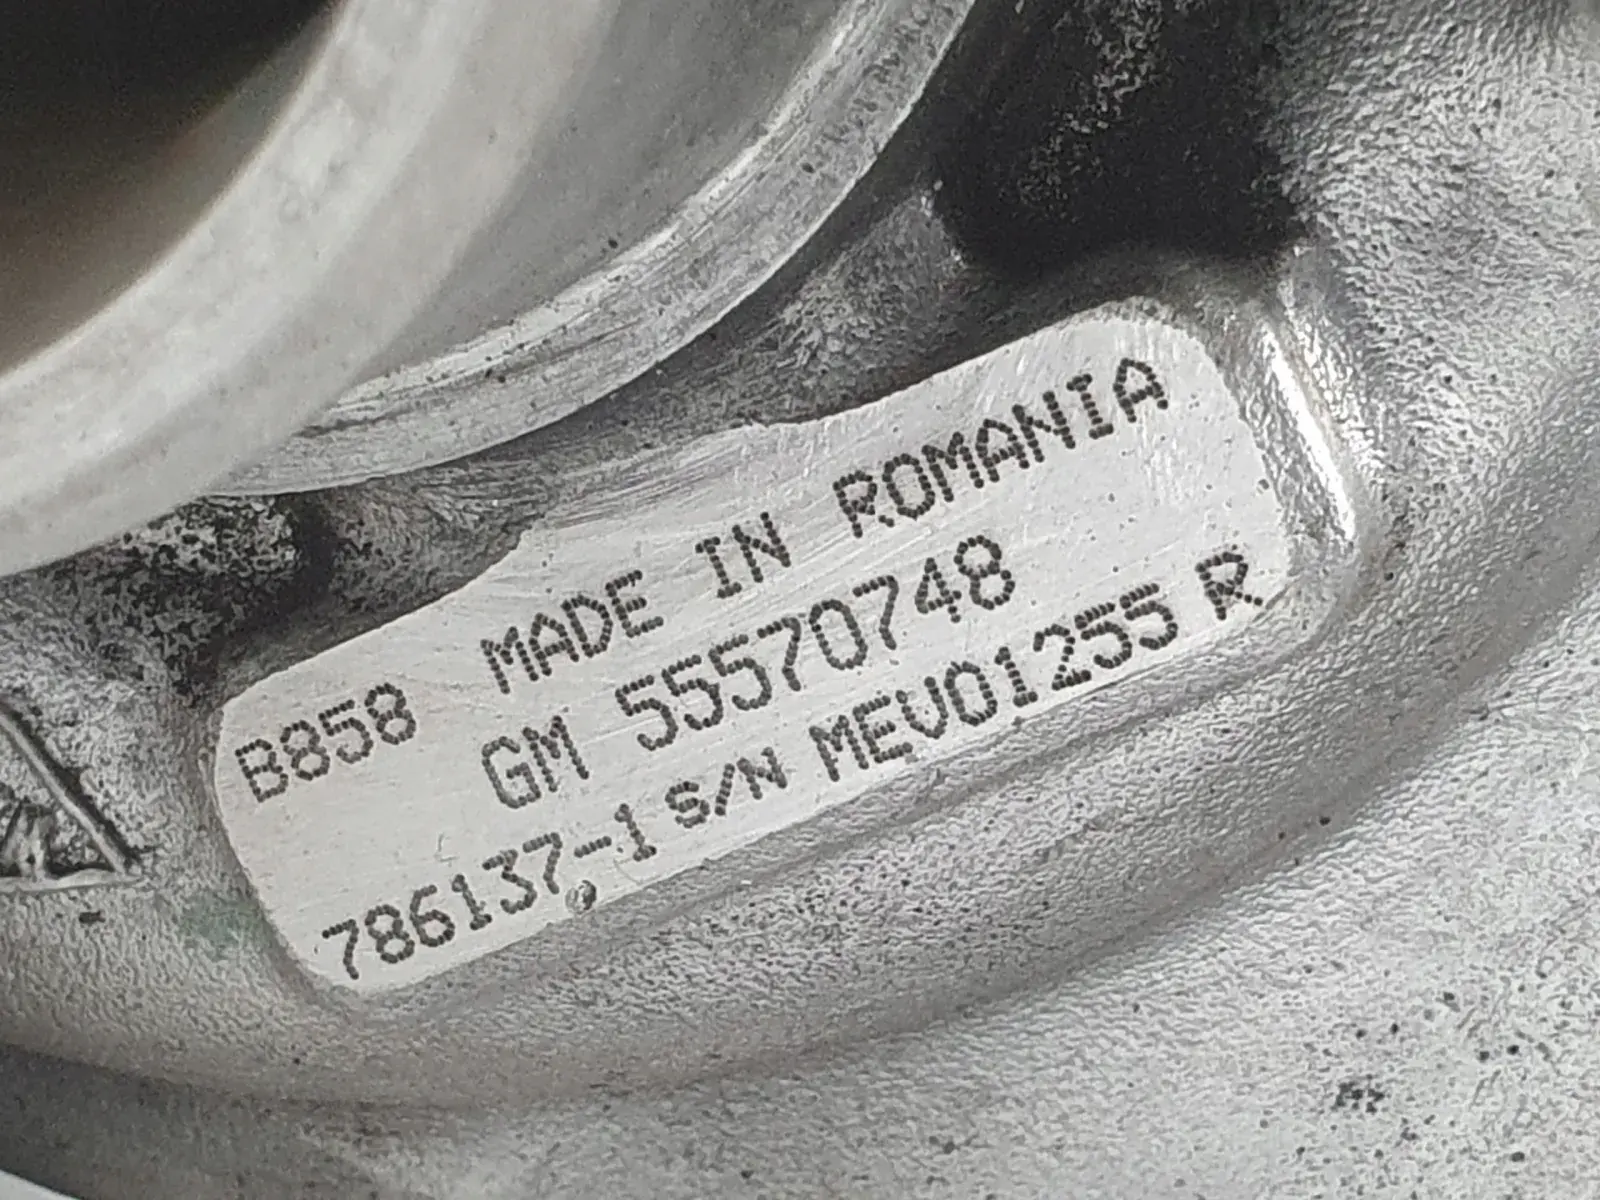 B858 MADE IN ROMANIA
GM 55570748
786137-1 S/N MEV01255 R